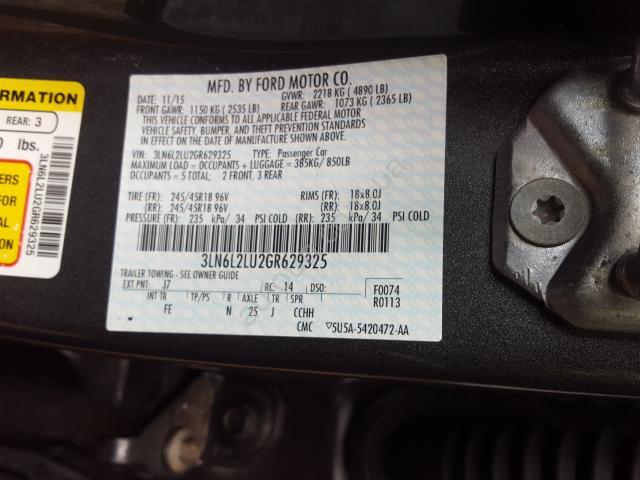 MFD. BY FORD MOTOR CO.
DATE: 11/15 GVWR: 2218 KG ( 4890 LB)
FRONT GAWR: 1150 KG ( 2535 LB) REAR GAWR: 1073 KG ( 2365 LB)
THIS VEHICLE CONFORMS TO ALL APPLICABLE FEDERAL MOTOR
VEHICLE SAFETY, BUMPER, AND THEFT PREVENTION STANDARDS
IN EFFECT ON THE DATE OF MANUFACTURE SHOWN ABOVE.
VIN: 3LN6L2LU2GR629325 TYPE: Passenger Car
MAXIMUM LOAD = OCCUPANTS + LUGGAGE = 385KG/ 850LB
OCCUPANTS = 5 TOTAL: 2 FRONT, 3 REAR
TIRE (FR): 245/45R18 96V RIMS (FR): 18x8.0J
(RR): 245/45R18 96V (RR): 18x8.0J
PRESSURE (FR): 235 kPa/ 34 PSI COLD (RR): 235 kPa/ 34 PSI COLD
3LN6L2LU2GR629325
TRAILER TOWING - SEE OWNER GUIDE
EXT PNT: J7 RC: 14 DSO: F0074
R0113
INT TR TP/PS R AXLE TR SPR
FE N 25 J CCHH
CMC 5U5A-5420472-AA
FORMATION
REAR: 3
0 lbs.
ERS
AL
ON
3LN6L2LU2GR629325